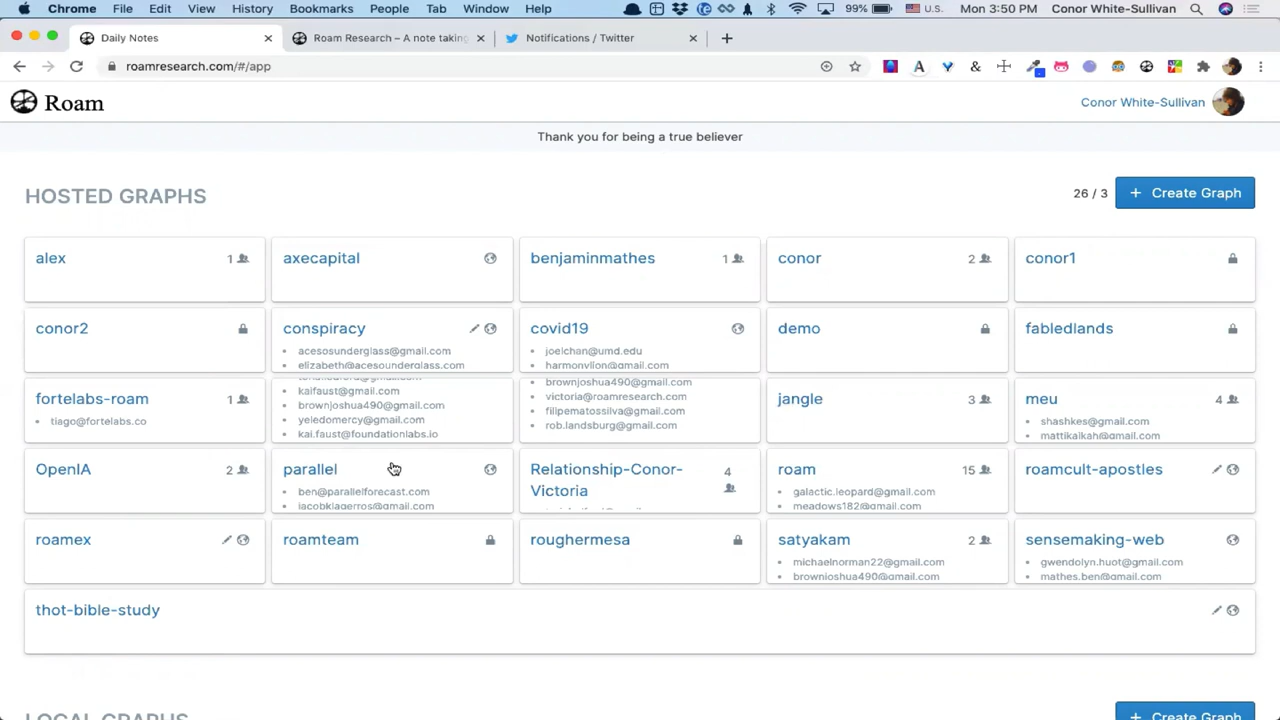 Chrome File Edit View History Bookmarks People Tab Window Help 99% U.S. Mon 3:50 PM Conor White-Sullivan
Daily Notes Roam Research – A note taking Notifications / Twitter
roamresearch.com/#/app
Roam Conor White-Sullivan
Thank you for being a true believer
HOSTED GRAPHS 26 / 3 + Create Graph
alex 1 axecapital benjaminmathes 1 conor 2 conor1
conor2 conspiracy covid19 demo fabledlands
• acesosunderglass@gmail.com • joelchan@umd.edu
• elizabeth@acesounderglass.com • harmonylion@gmail.com
• brownjoshua490@gmail.com
fortelabs-roam 1 • kaifaust@gmail.com • victoria@roamresearch.com jangle 3 meu 4
• tiago@fortelabs.co • brownjoshua490@gmail.com • filipematossilva@gmail.com • shashkes@gmail.com
• yeledomercy@gmail.com • rob.landsburg@gmail.com • mattikaikah@gmail.com
• kai.faust@foundationlabs.io
OpenIA 2 parallel Relationship-Conor-Victoria 4 roam 15 roamcult-apostles
• ben@parallelforecast.com • galactic.leopard@gmail.com
• jacobklagerros@gmail.com • meadows182@gmail.com
roamex roamteam roughermesa satyakam 2 sensemaking-web
• michaelnorman22@gmail.com • gwendolyn.huot@gmail.com
• brownjoshua490@gmail.com • mathes.ben@gmail.com
thot-bible-study
LOCAL GRAPHS + Create Graph